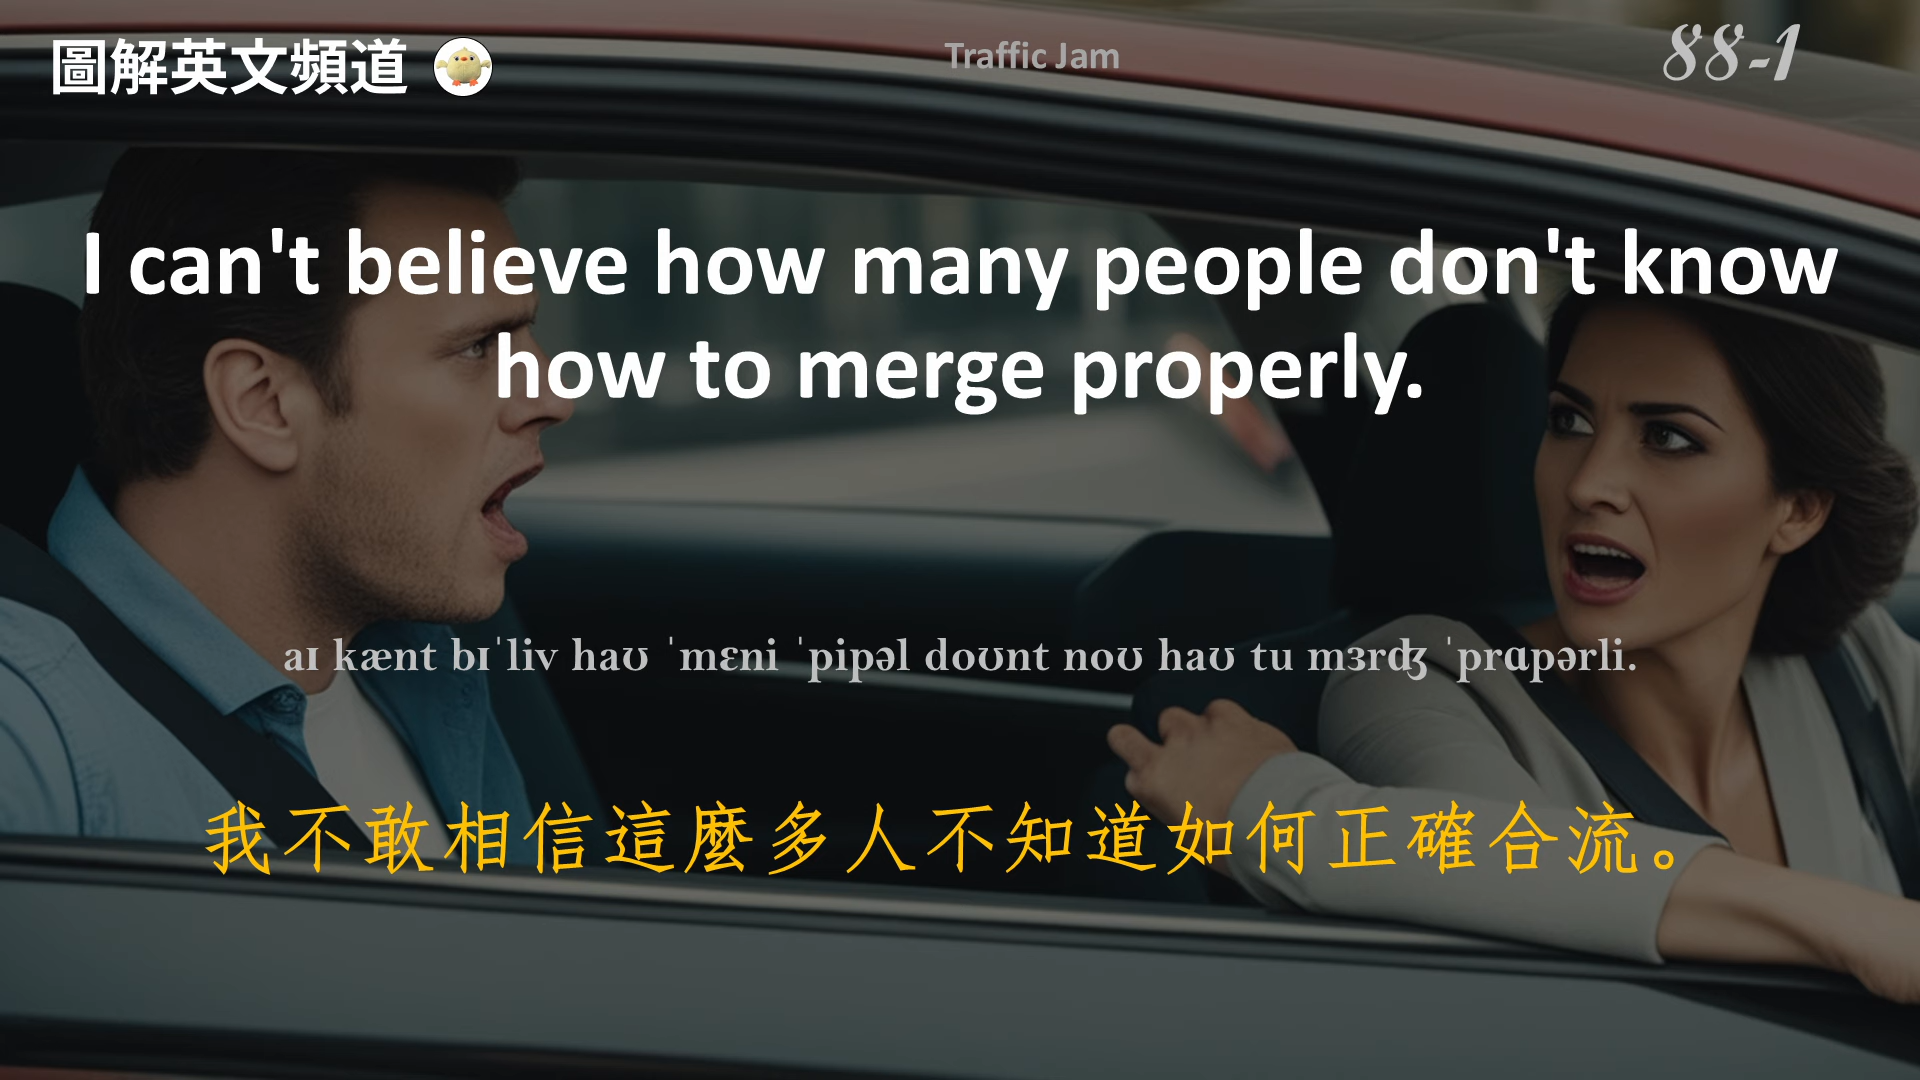 圖解英文頻道
Traffic Jam
88-1
I can't believe how many people don't know
how to merge properly.
aɪ kænt bɪˈliv haʊ ˈmɛni ˈpipəl doʊnt noʊ haʊ tu mɜrʤ ˈprɑpərli.
我不敢相信這麼多人不知道如何正確合流。